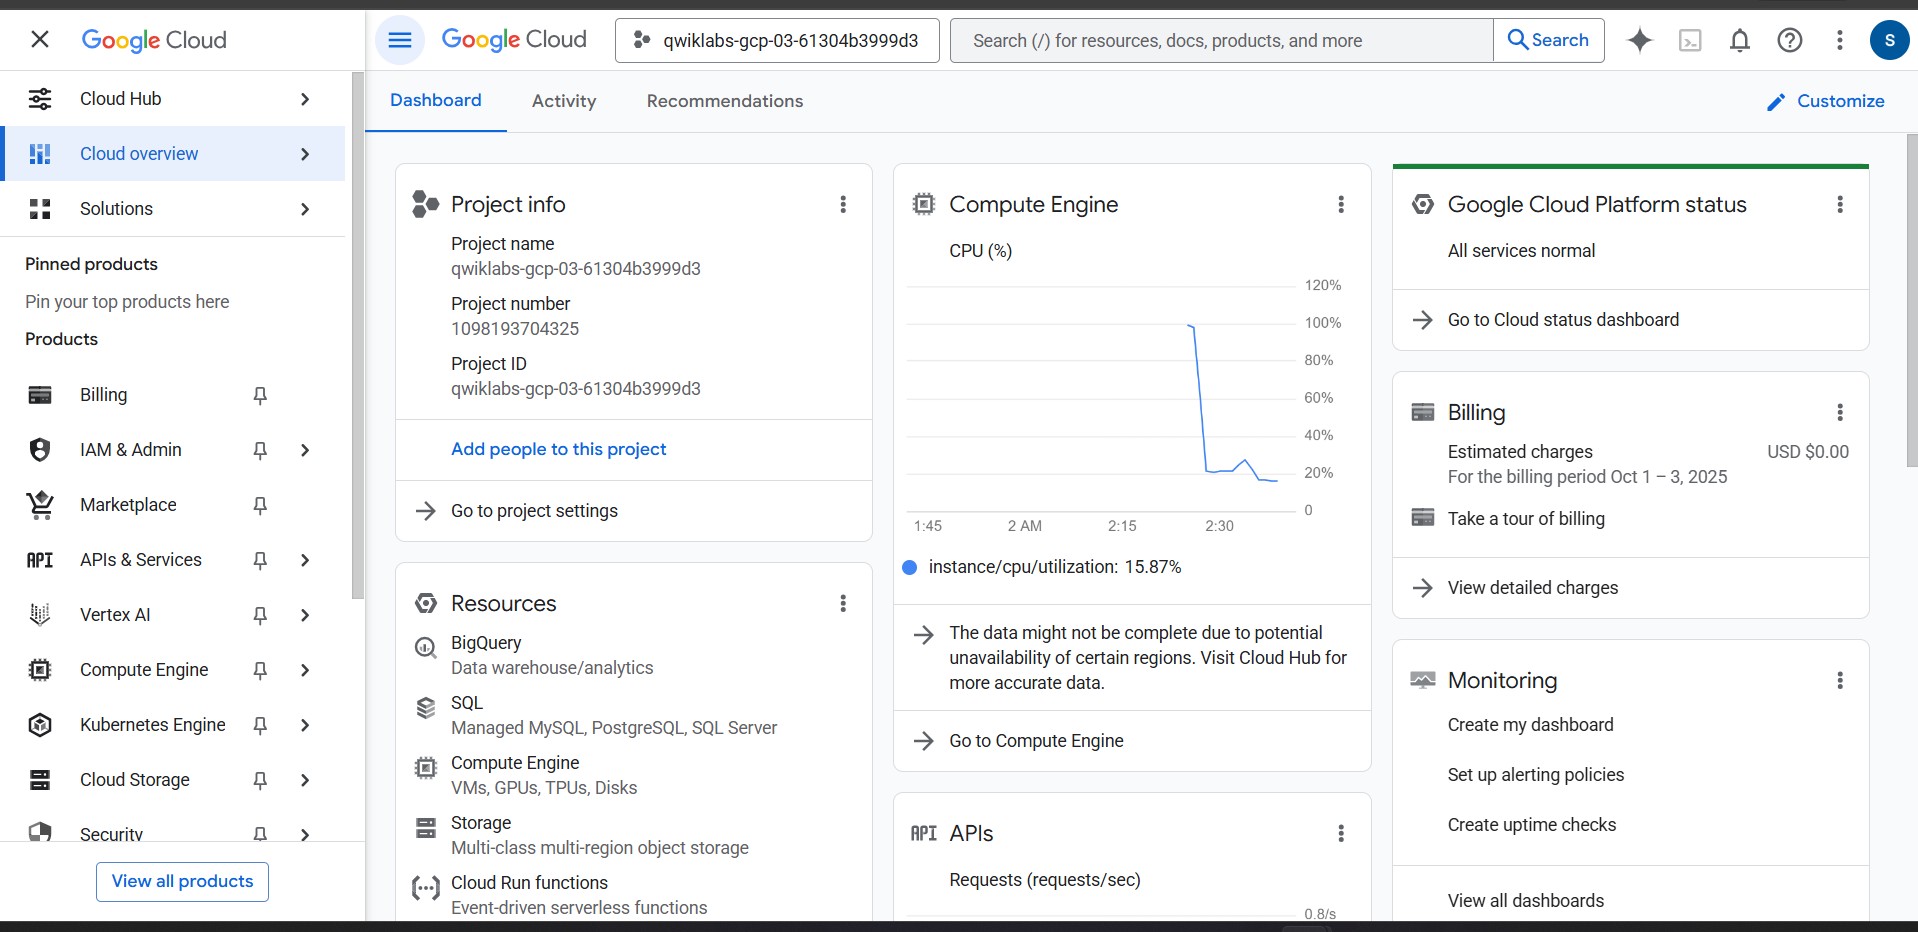 Google Cloud
Google Cloud
qwiklabs-gcp-03-61304b3999d3
Search (/) for resources, docs, products, and more
Search
S
Cloud Hub
Cloud overview
Solutions
Pinned products
Pin your top products here
Products
Billing
IAM & Admin
Marketplace
API
APIs & Services
Vertex AI
Compute Engine
Kubernetes Engine
Cloud Storage
Security
View all products
Dashboard
Activity
Recommendations
Customize
Project info
Project name
qwiklabs-gcp-03-61304b3999d3
Project number
1098193704325
Project ID
qwiklabs-gcp-03-61304b3999d3
Add people to this project
Go to project settings
Resources
BigQuery
Data warehouse/analytics
SQL
Managed MySQL, PostgreSQL, SQL Server
Compute Engine
VMs, GPUs, TPUs, Disks
Storage
Multi-class multi-region object storage
Cloud Run functions
Event-driven serverless functions
Compute Engine
CPU (%)
120%
100%
80%
60%
40%
20%
0
1:45
2 AM
2:15
2:30
instance/cpu/utilization: 15.87%
The data might not be complete due to potential
unavailability of certain regions. Visit Cloud Hub for
more accurate data.
Go to Compute Engine
API
APIs
Requests (requests/sec)
0.8/s
Google Cloud Platform status
All services normal
Go to Cloud status dashboard
Billing
Estimated charges
USD $0.00
For the billing period Oct 1 – 3, 2025
Take a tour of billing
View detailed charges
Monitoring
Create my dashboard
Set up alerting policies
Create uptime checks
View all dashboards